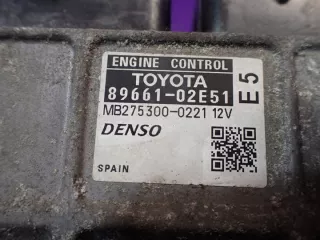 ENGINE CONTROL
TOYOTA
89661-02E51
E5
MB275300-0221 12V
DENSO
SPAIN